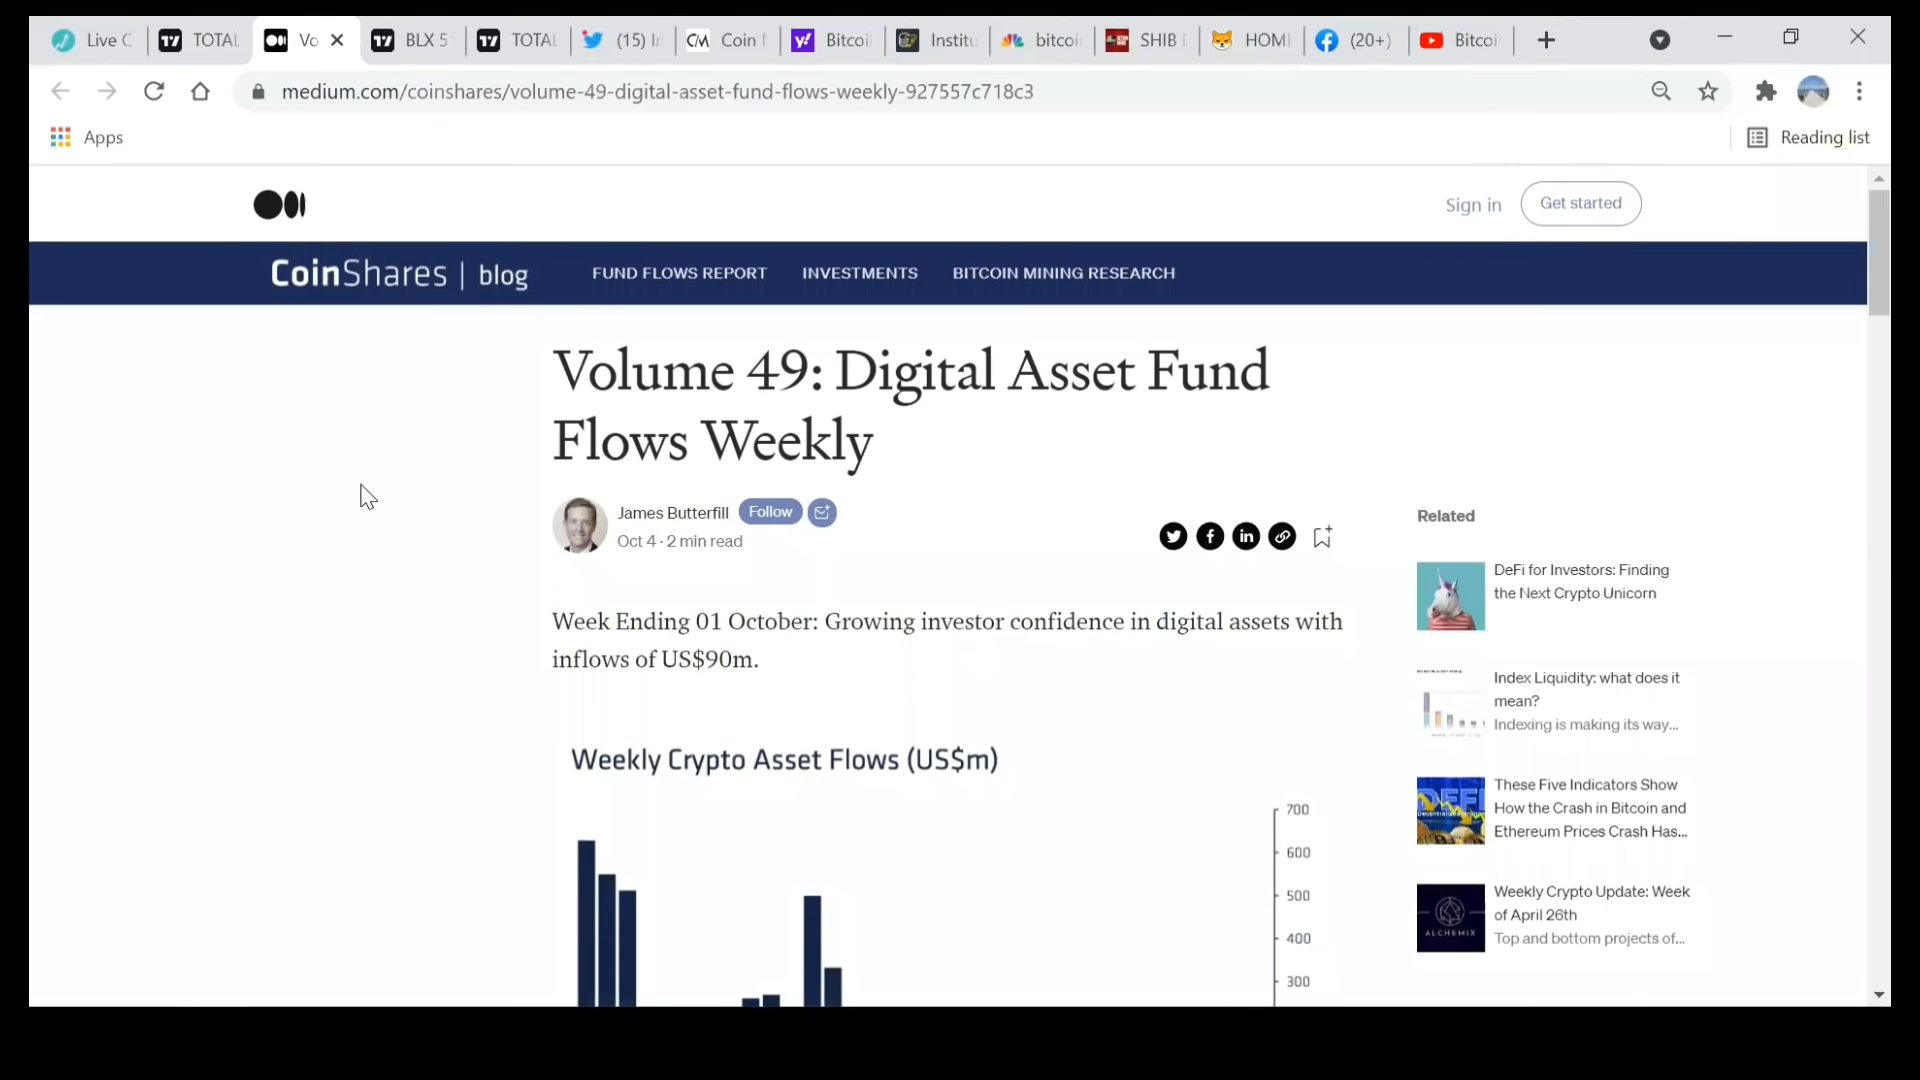 Live C
TOTAL
Vo
BLX 5
TOTAL
(15) I
CM Coin
Bitcoi
Institu
bitcoi
SHIB
HOM
(20+)
Bitcoi
medium.com/coinshares/volume-49-digital-asset-fund-flows-weekly-927557c718c3
Apps
Reading list
Sign in
Get started
CoinShares | blog
FUND FLOWS REPORT
INVESTMENTS
BITCOIN MINING RESEARCH
Volume 49: Digital Asset Fund
Flows Weekly
James Butterfill
Follow
Oct 4 · 2 min read
Week Ending 01 October: Growing investor confidence in digital assets with
inflows of US$90m.
Weekly Crypto Asset Flows (US$m)
700
600
500
400
300
Related
DeFi for Investors: Finding
the Next Crypto Unicorn
Index Liquidity: what does it
mean?
Indexing is making its way...
These Five Indicators Show
How the Crash in Bitcoin and
Ethereum Prices Crash Has...
ALCHEMIX
Weekly Crypto Update: Week
of April 26th
Top and bottom projects of...